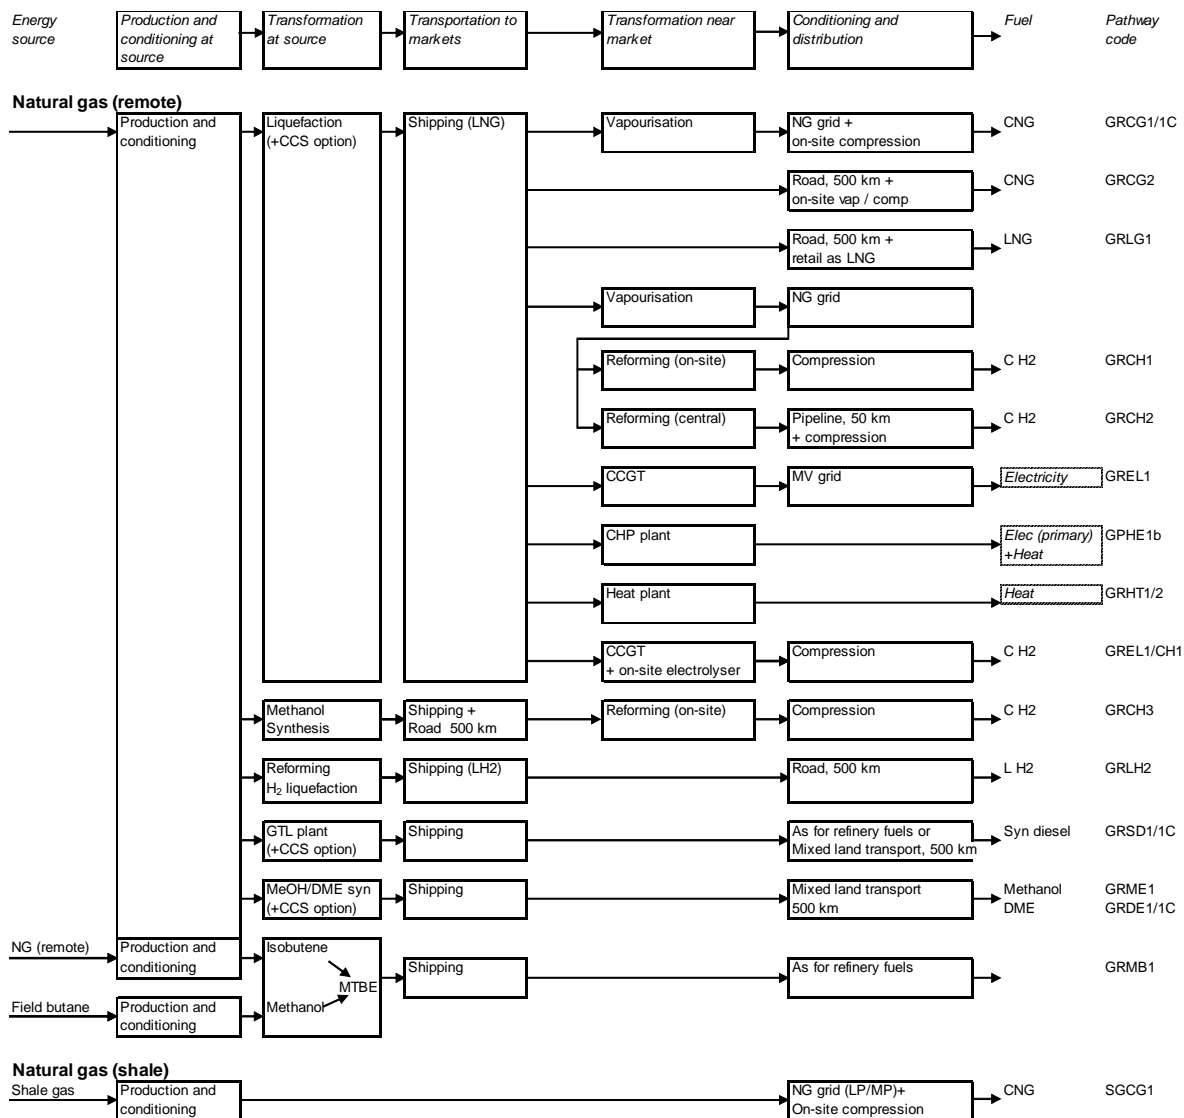 Energy source
Production and conditioning at source
Transformation at source
Transportation to markets
Transformation near market
Conditioning and distribution
Fuel
Pathway code
Natural gas (remote)
Production and conditioning
Liquefaction (+CCS option)
Shipping (LNG)
Vapourisation
NG grid + on-site compression
CNG
GRCG1/1C
Road, 500 km + on-site vap / comp
CNG
GRCG2
Road, 500 km + retail as LNG
LNG
GRLG1
Vapourisation
NG grid
Reforming (on-site)
Compression
C H2
GRCH1
Reforming (central)
Pipeline, 50 km + compression
C H2
GRCH2
CCGT
MV grid
Electricity
GREL1
CHP plant
Elec (primary) +Heat
GPHE1b
Heat plant
Heat
GRHT1/2
CCGT + on-site electrolyser
Compression
C H2
GREL1/CH1
Methanol Synthesis
Shipping + Road 500 km
Reforming (on-site)
Compression
C H2
GRCH3
Reforming H2 liquefaction
Shipping (LH2)
Road, 500 km
L H2
GRLH2
GTL plant (+CCS option)
Shipping
As for refinery fuels or Mixed land transport, 500 km
Syn diesel
GRSD1/1C
MeOH/DME syn (+CCS option)
Shipping
Mixed land transport 500 km
Methanol DME
GRME1 GRDE1/1C
NG (remote)
Production and conditioning
Isobutene
MTBE
Methanol
Shipping
As for refinery fuels
GRMB1
Field butane
Production and conditioning
Natural gas (shale)
Shale gas
Production and conditioning
NG grid (LP/MP)+ On-site compression
CNG
SGCG1